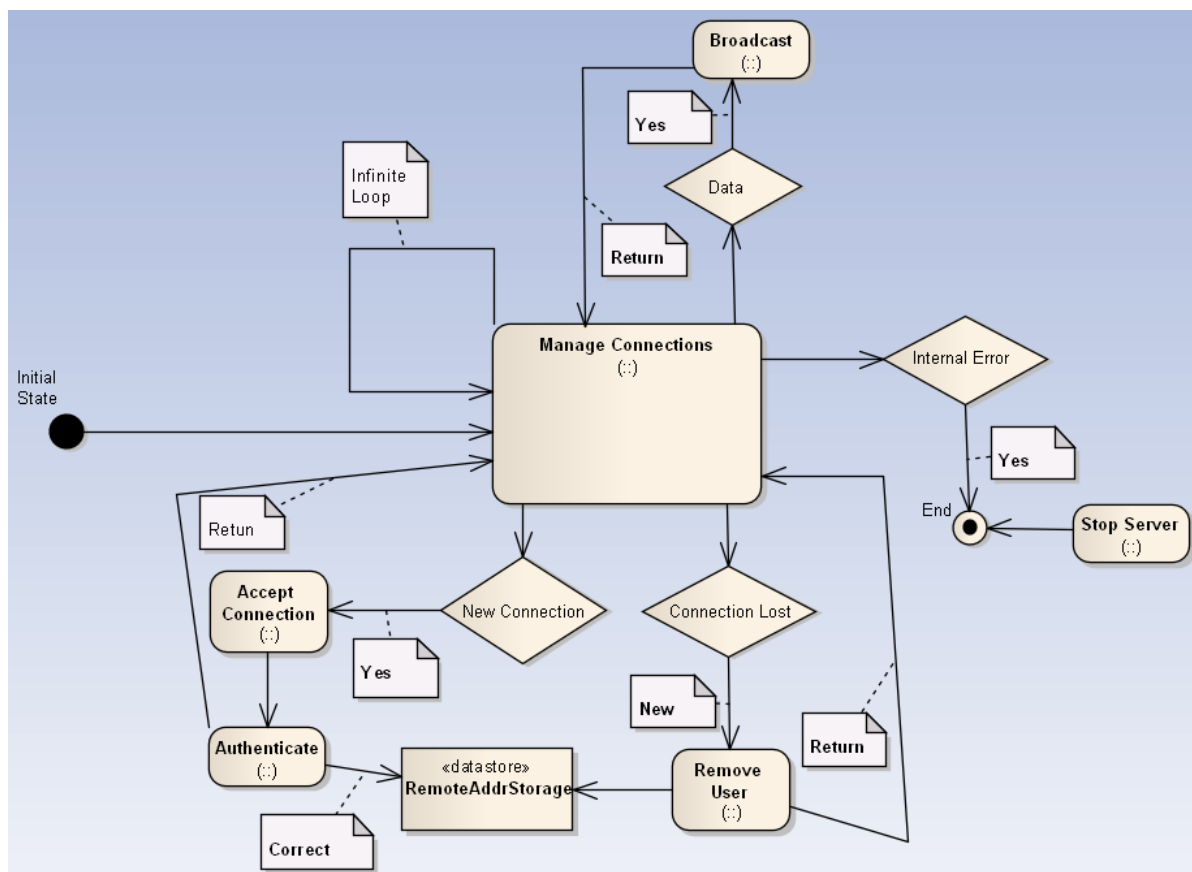 Broadcast
(::)
Yes
Infinite
Loop
Data
Return
Manage Connections
(::)
Internal Error
Initial
State
Yes
Retun
End
Stop Server
(::)
Accept
Connection
(::)
New Connection
Connection Lost
Yes
New
Return
Authenticate
(::)
«datastore»
RemoteAddrStorage
Remove
User
(::)
Correct